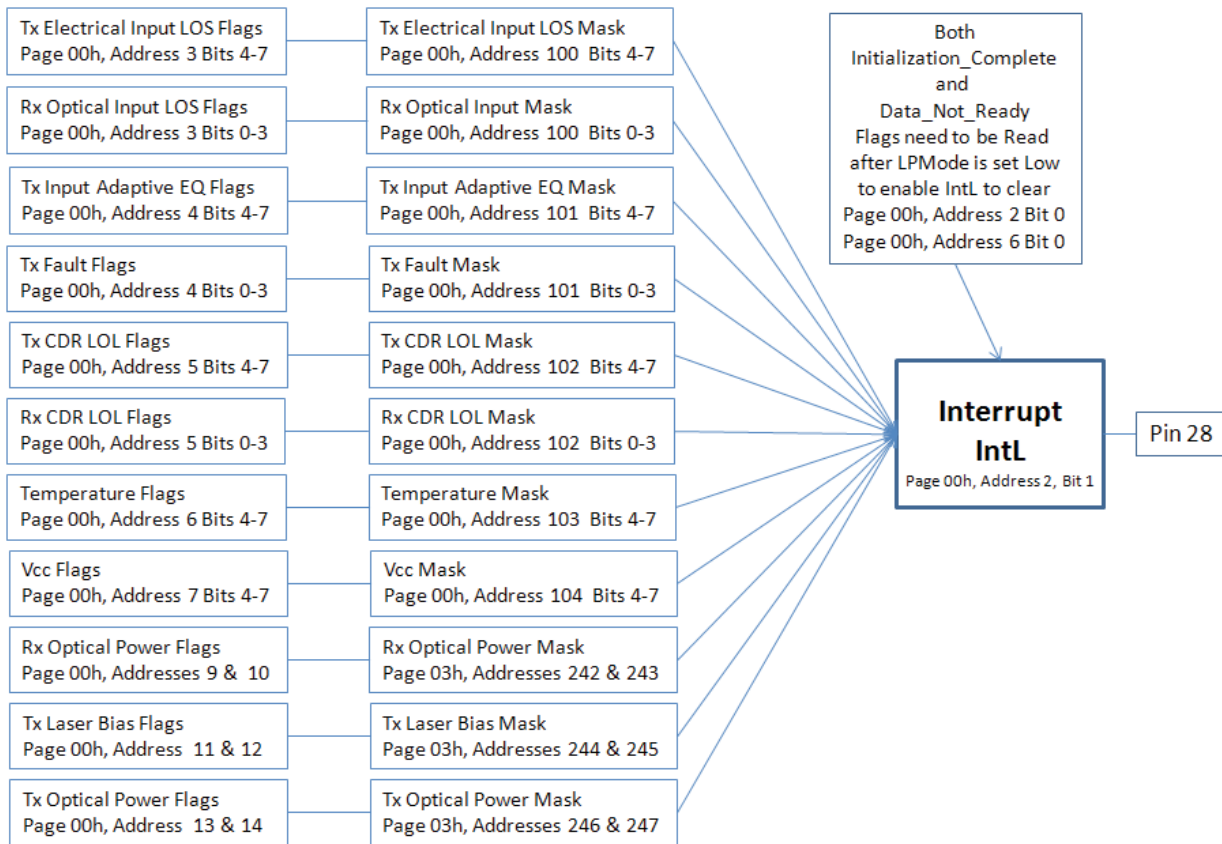 Tx Electrical Input LOS Flags
Page 00h, Address 3 Bits 4-7
Tx Electrical Input LOS Mask
Page 00h, Address 100 Bits 4-7
Rx Optical Input LOS Flags
Page 00h, Address 3 Bits 0-3
Rx Optical Input Mask
Page 00h, Address 100 Bits 0-3
Tx Input Adaptive EQ Flags
Page 00h, Address 4 Bits 4-7
Tx Input Adaptive EQ Mask
Page 00h, Address 101 Bits 4-7
Tx Fault Flags
Page 00h, Address 4 Bits 0-3
Tx Fault Mask
Page 00h, Address 101 Bits 0-3
Tx CDR LOL Flags
Page 00h, Address 5 Bits 4-7
Tx CDR LOL Mask
Page 00h, Address 102 Bits 4-7
Rx CDR LOL Flags
Page 00h, Address 5 Bits 0-3
Rx CDR LOL Mask
Page 00h, Address 102 Bits 0-3
Temperature Flags
Page 00h, Address 6 Bits 4-7
Temperature Mask
Page 00h, Address 103 Bits 4-7
Vcc Flags
Page 00h, Address 7 Bits 4-7
Vcc Mask
Page 00h, Address 104 Bits 4-7
Rx Optical Power Flags
Page 00h, Addresses 9 & 10
Rx Optical Power Mask
Page 03h, Addresses 242 & 243
Tx Laser Bias Flags
Page 00h, Address 11 & 12
Tx Laser Bias Mask
Page 03h, Addresses 244 & 245
Tx Optical Power Flags
Page 00h, Address 13 & 14
Tx Optical Power Mask
Page 03h, Addresses 246 & 247
Both
Initialization_Complete
and
Data_Not_Ready
Flags need to be Read
after LPMode is set Low
to enable IntL to clear
Page 00h, Address 2 Bit 0
Page 00h, Address 6 Bit 0
Interrupt
IntL
Page 00h, Address 2, Bit 1
Pin 28